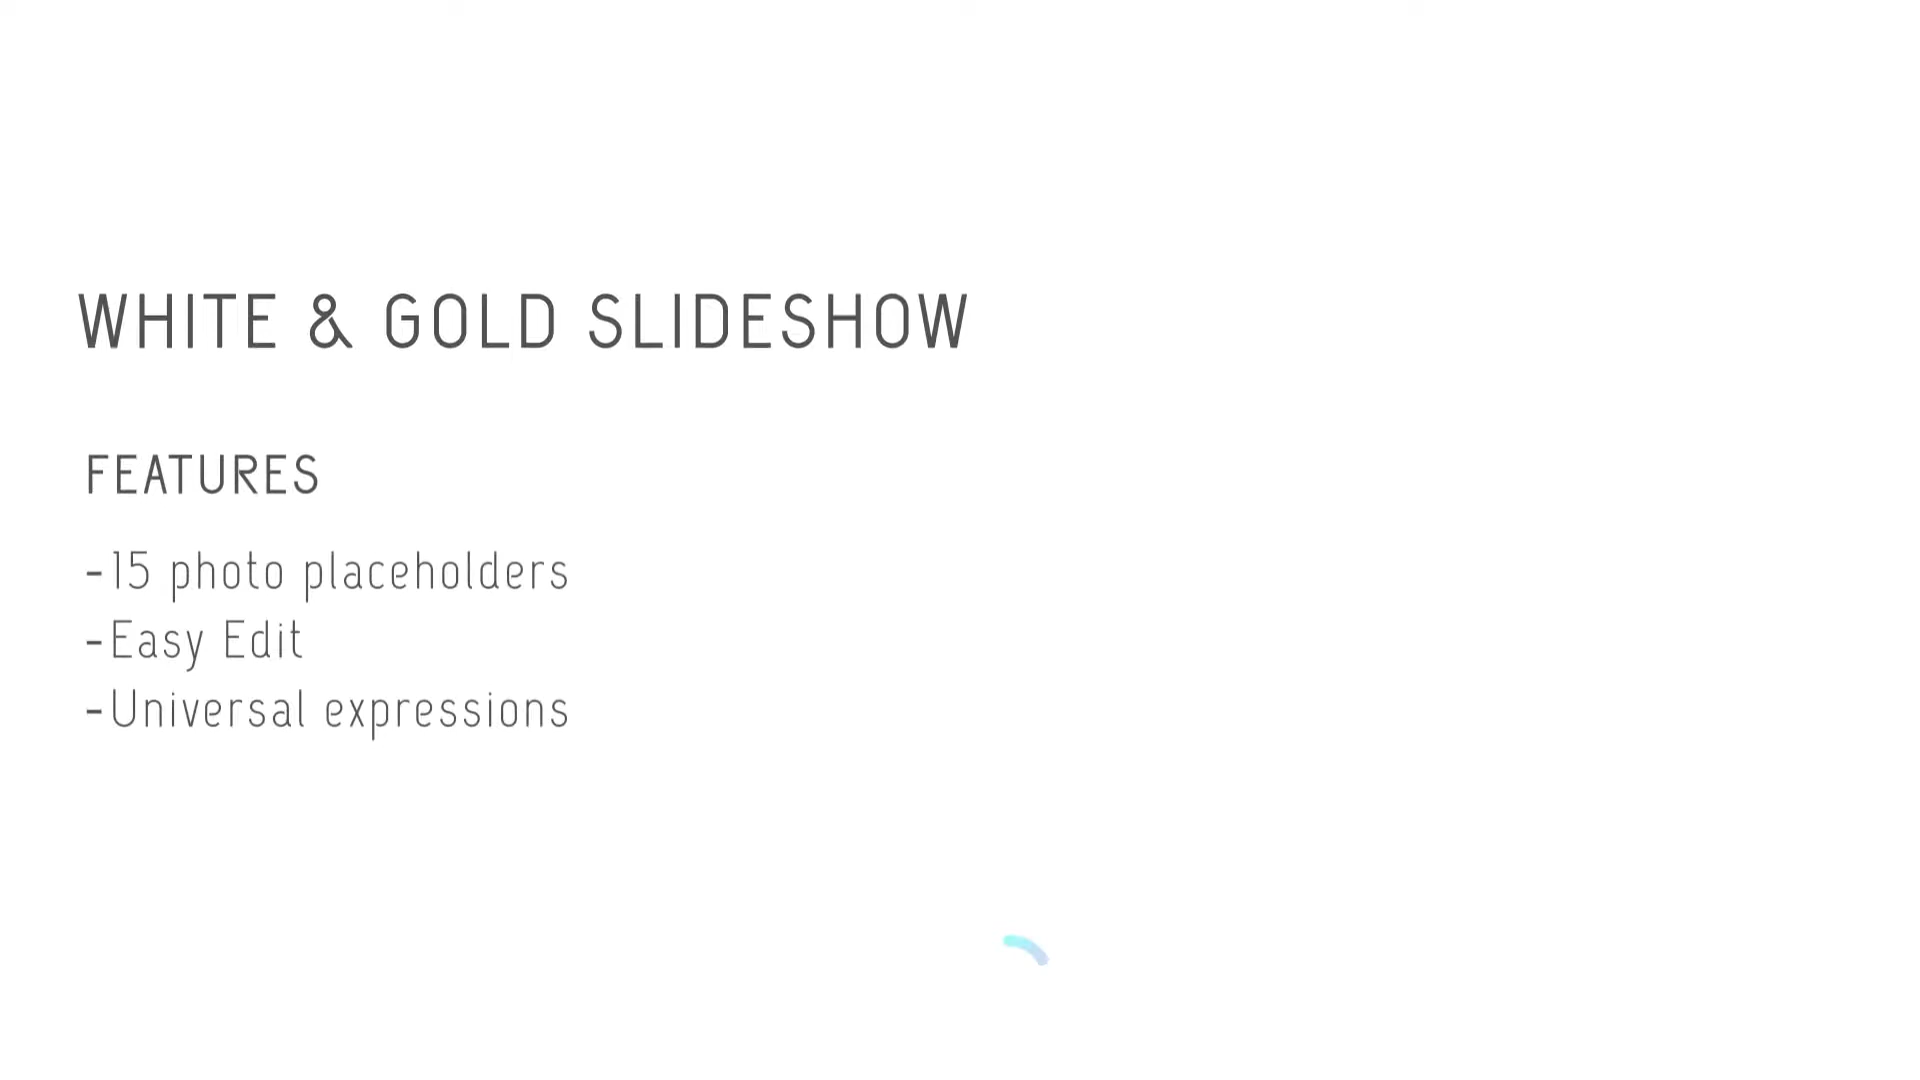 WHITE & GOLD SLIDESHOW
FEATURES
-15 photo placeholders
-Easy Edit
-Universal expressions